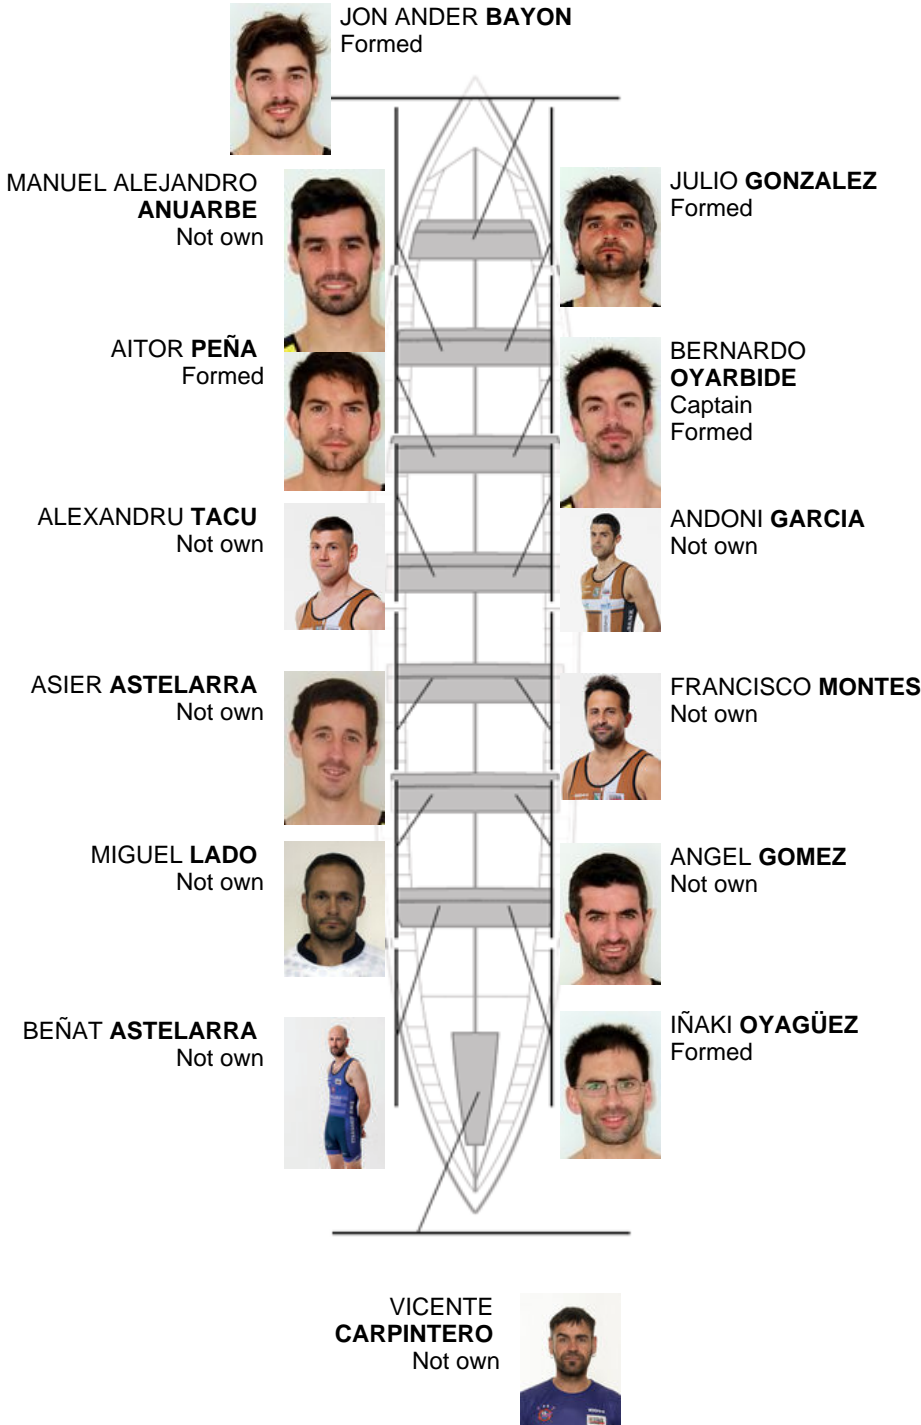 JON ANDER BAYON
Formed
MANUEL ALEJANDRO
ANUARBE
Not own
JULIO GONZALEZ
Formed
AITOR PEÑA
Formed
BERNARDO
OYARBIDE
Captain
Formed
ALEXANDRU TACU
Not own
ANDONI GARCIA
Not own
ASIER ASTELARRA
Not own
FRANCISCO MONTES
Not own
MIGUEL LADO
Not own
ANGEL GOMEZ
Not own
BEÑAT ASTELARRA
Not own
IÑAKI OYAGÜEZ
Formed
VICENTE
CARPINTERO
Not own